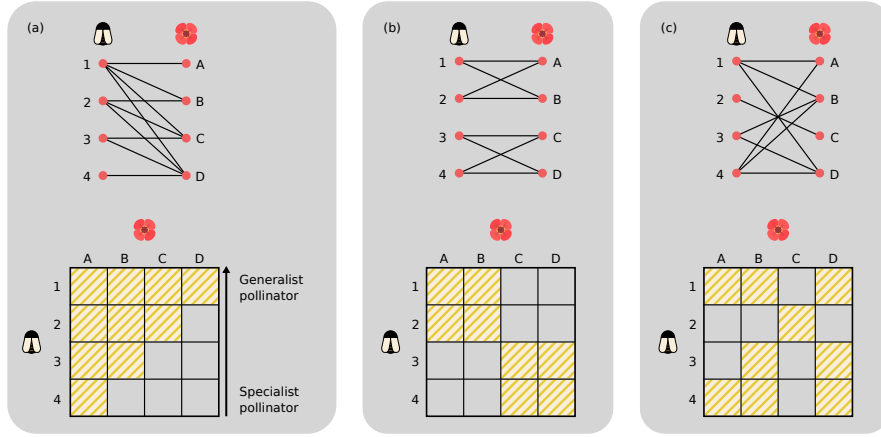 (a)
1 A
2 B
3 C
4 D
A B C D
1
2
3
4
Generalist
pollinator
Specialist
pollinator
(b)
1 A
2 B
3 C
4 D
A B C D
1
2
3
4
(c)
1 A
2 B
3 C
4 D
A B C D
1
2
3
4